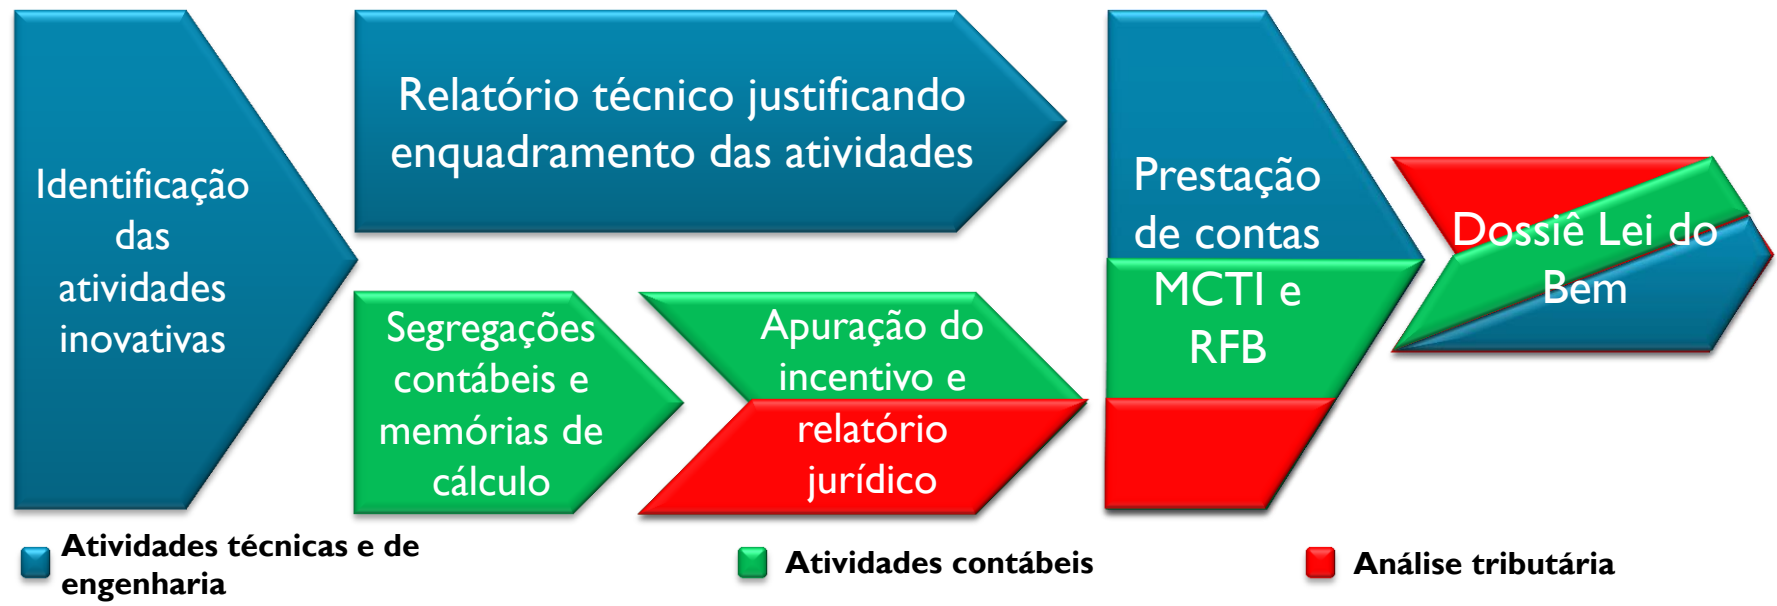 Identificação
das
atividades
inovativas
Relatório técnico justificando
enquadramento das atividades
Segregações
contábeis e
memórias de
cálculo
Apuração do
incentivo e
relatório
jurídico
Prestação
de contas
MCTI e
RFB
Dossiê Lei do
Bem
Atividades técnicas e de
engenharia
Atividades contábeis
Análise tributária